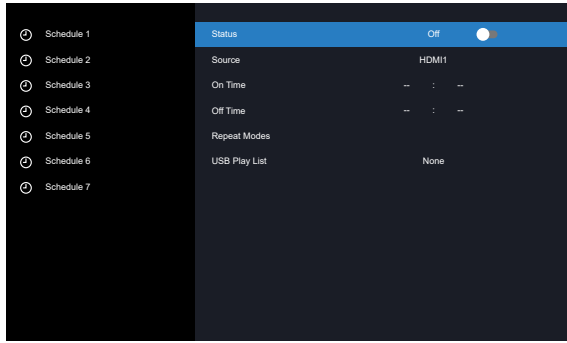 Schedule 1
Schedule 2
Schedule 3
Schedule 4
Schedule 5
Schedule 6
Schedule 7
Status Off
Source HDMI1
On Time -- : --
Off Time -- : --
Repeat Modes
USB Play List None